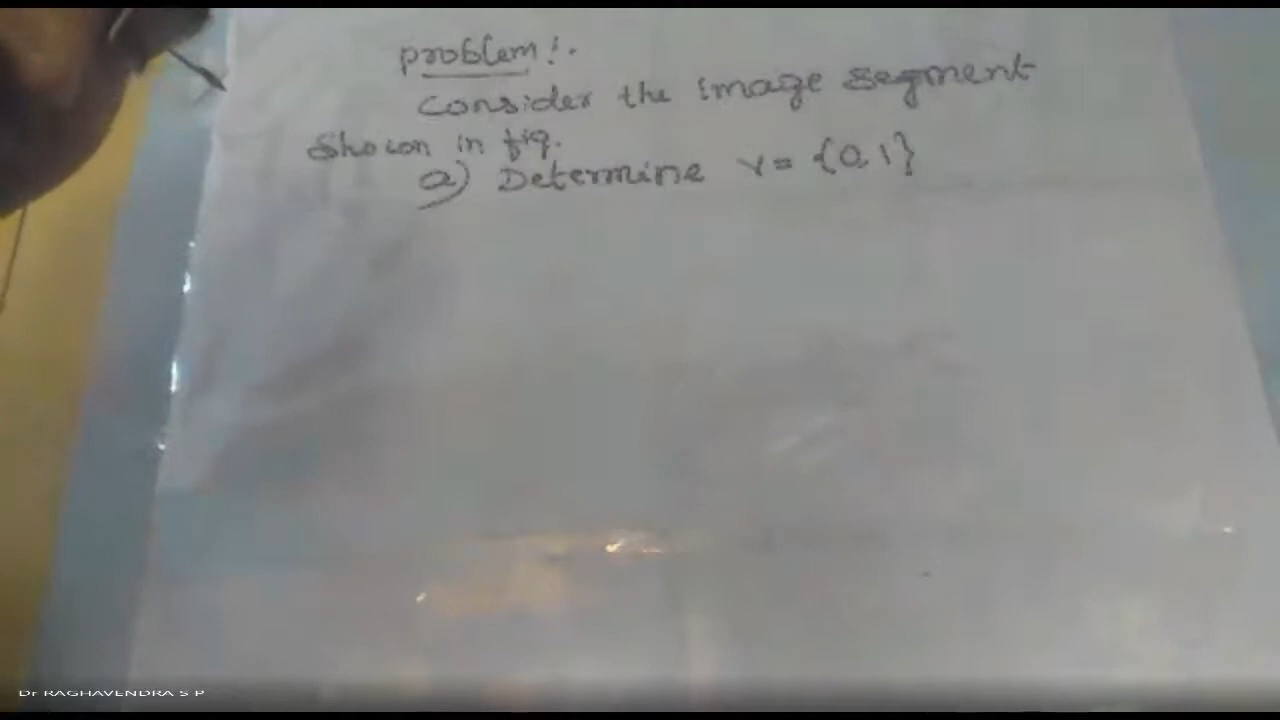 Problem :-
Consider the image segment
Shown in fig.
a) Determine V = {0,1}
Dr RAGHAVENDRA S P